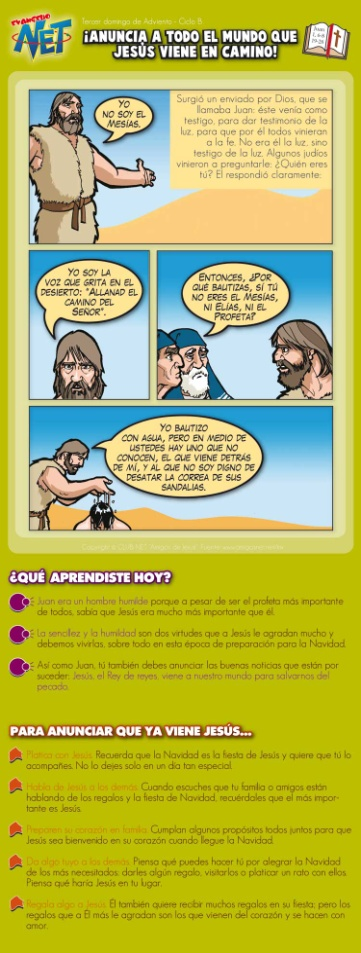 EVANGELIO
NET
Tercer domingo de Adviento - Ciclo B
¡ANUNCIA A TODO EL MUNDO QUE
JESÚS VIENE EN CAMINO!
Juan
1, 6-8
19-28
YO
NO SOY EL
MESÍAS.
Surgió un enviado por Dios, que se
llamaba Juan: éste venía como
testigo, para dar testimonio de la
luz, para que por él todos vinieran
a la fe. No era él la luz, sino
testigo de la luz. Algunos judíos
vinieron a preguntarle: ¿Quién eres
tú? El respondió claramente:
YO SOY LA
VOZ QUE GRITA EN EL
DESIERTO: "ALLANAD EL
CAMINO DEL
SEÑOR".
ENTONCES, ¿POR
QUÉ BAUTIZAS, SÍ TÚ
NO ERES EL MESÍAS,
NI ELÍAS, NI EL
PROFETA?
YO BAUTIZO
CON AGUA, PERO EN MEDIO DE
USTEDES HAY UNO QUE NO
CONOCEN, EL QUE VIENE DETRÁS
DE MÍ, Y AL QUE NO SOY DIGNO DE
DESATAR LA CORREA DE SUS
SANDALIAS.
¿QUÉ APRENDISTE HOY?
Juan era un hombre humilde porque a pesar de ser el profeta más importante
de todos, sabía que Jesús era mucho más importante que él.
La sencillez y la humildad son dos virtudes que a Jesús le agradan mucho y
debemos vivirlas, sobre todo en esta época de preparación para la Navidad.
Así como Juan, tú también debes anunciar las buenas noticias que están por
suceder: Jesús, el Rey de reyes, viene a nuestro mundo para salvarnos del
pecado.
PARA ANUNCIAR QUE YA VIENE JESÚS...
Platica con Jesús. Recuerda que la Navidad es la fiesta de Jesús y quiere que tú lo
acompañes. No lo dejes solo en un día tan especial.
Habla de Jesús a los demás. Cuando escuches que tu familia o amigos están
hablando de los regalos y la fiesta de Navidad, recuérdales que el más impor-
tante es Jesús.
Preparen su corazón en familia. Cumplan algunos propósitos todos juntos para que
Jesús sea bienvenido en su corazón cuando llegue la Navidad.
Da algo tuyo a los demás. Piensa qué puedes hacer tú por alegrar la Navidad
de los más necesitados: darles algún regalo, visitarlos o platicar un rato con ellos.
Piensa qué haría Jesús en tu lugar.
Regala algo a Jesús. Él también quiere recibir muchos regalos en su fiesta; pero los
regalos que a Él más le agradan son los que vienen del corazón y se hacen con
amor.